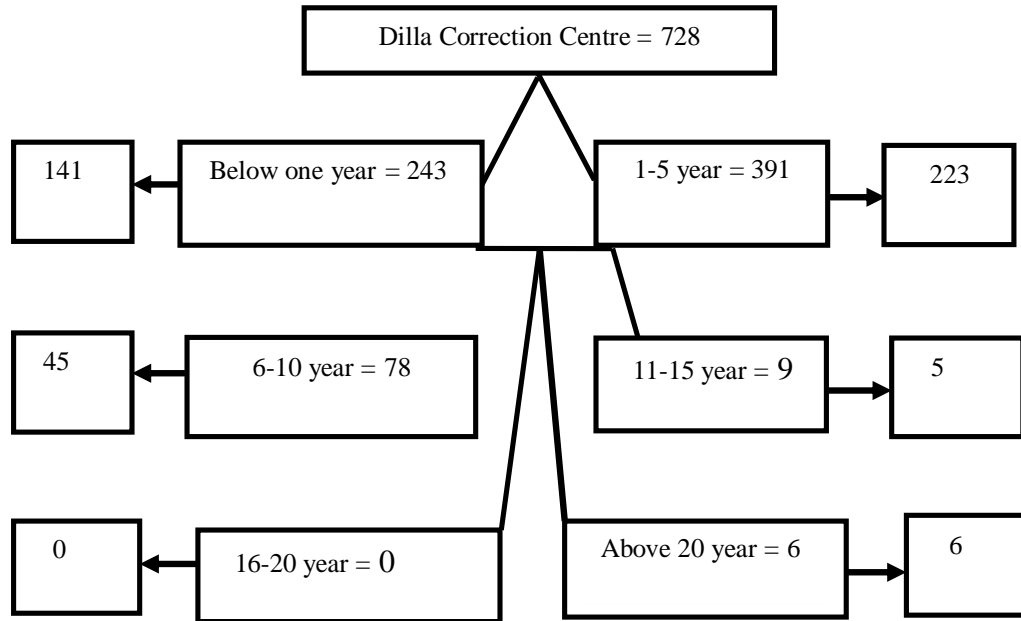 Dilla Correction Centre = 728
141
Below one year = 243
1-5 year = 391
223
45
6-10 year = 78
11-15 year = 9
5
0
16-20 year = 0
Above 20 year = 6
6